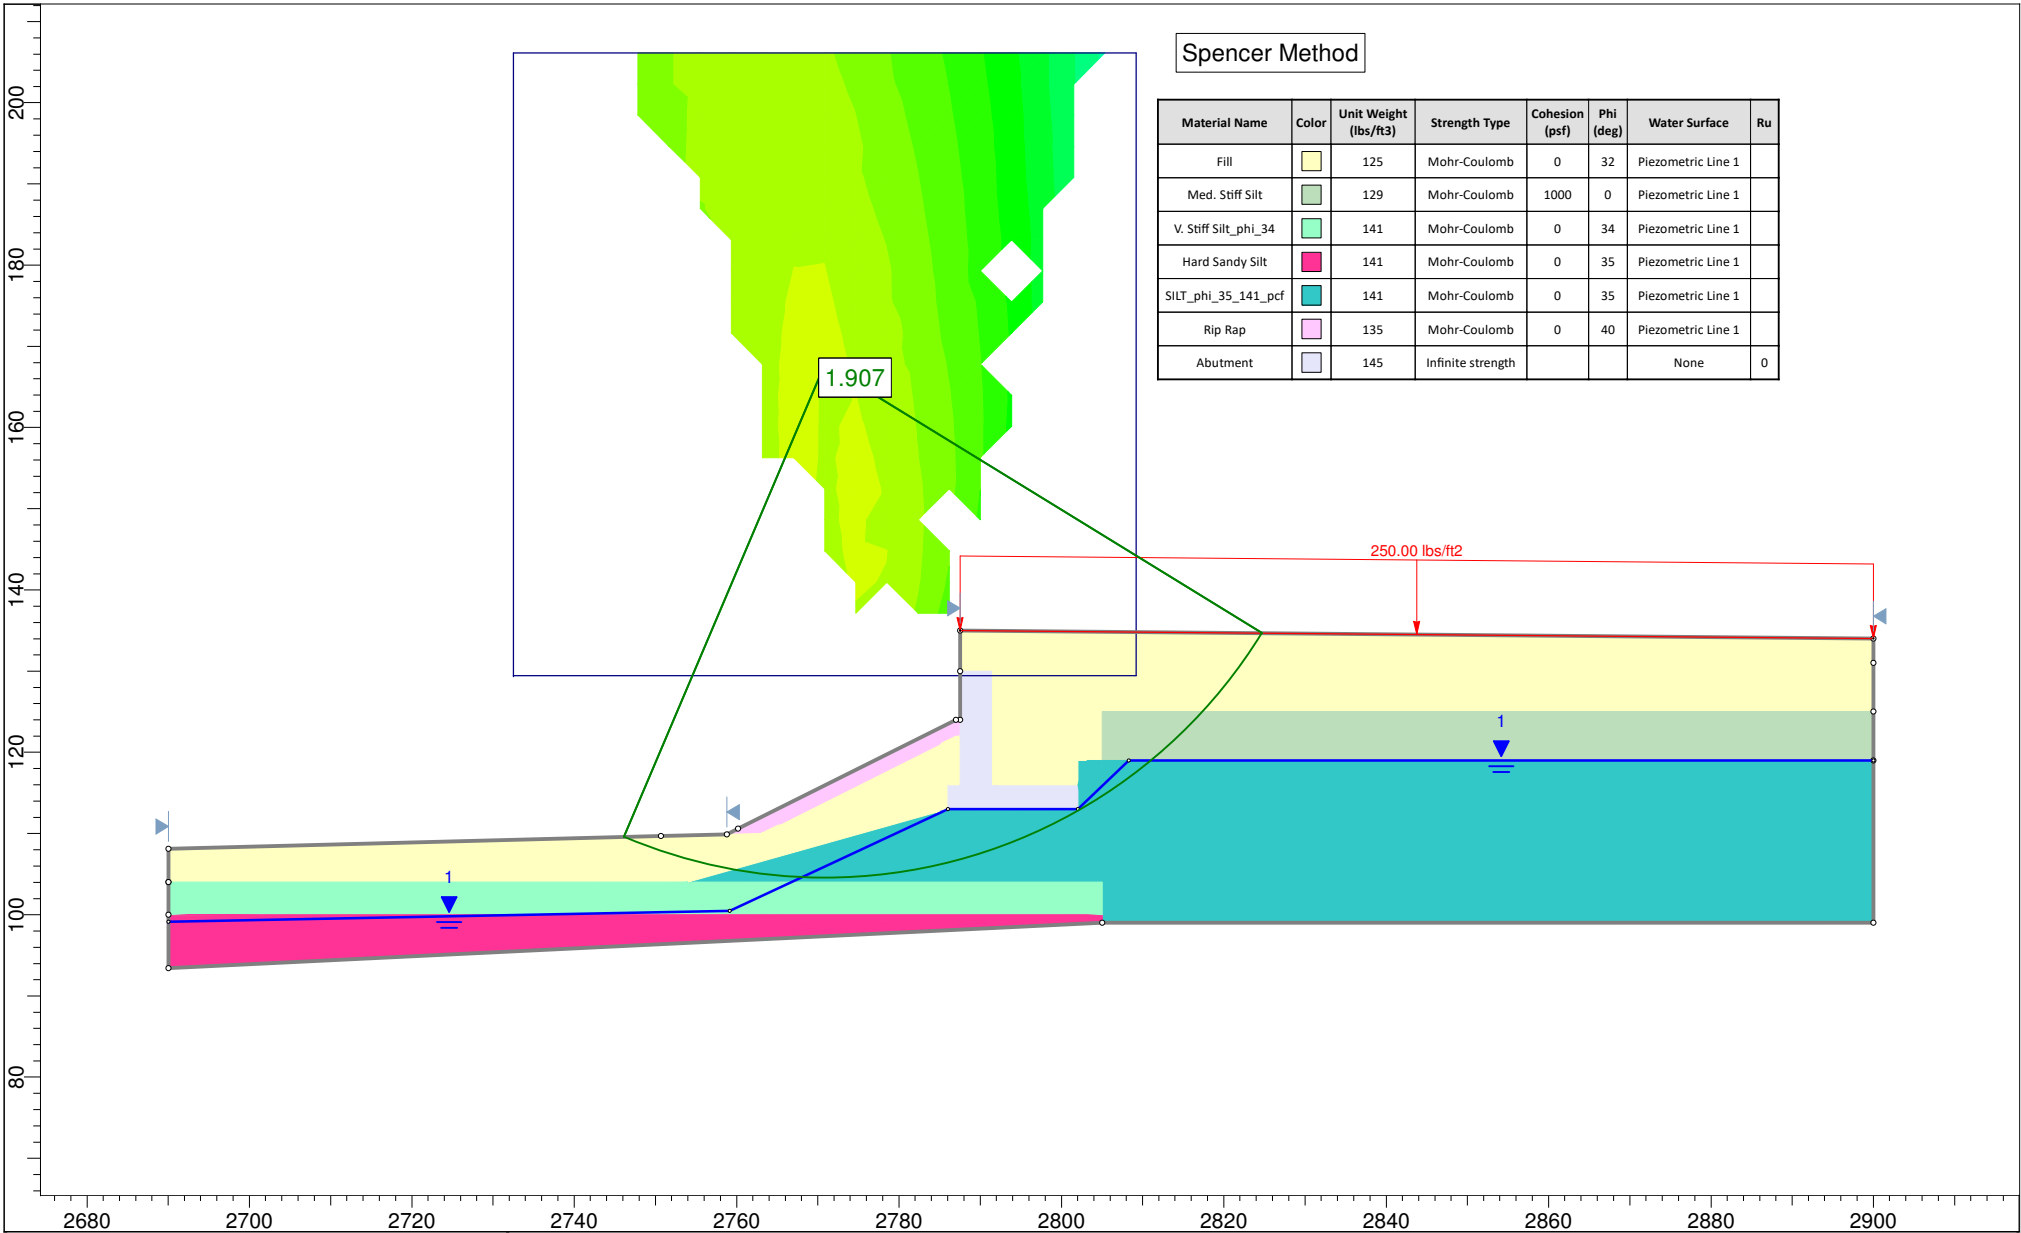 Spencer Method
Material Name Color Unit Weight (lbs/ft3) Strength Type Cohesion (psf) Phi (deg) Water Surface Ru
Fill 125 Mohr-Coulomb 0 32 Piezometric Line 1
Med. Stiff Silt 129 Mohr-Coulomb 1000 0 Piezometric Line 1
V. Stiff Silt_phi_34 141 Mohr-Coulomb 0 34 Piezometric Line 1
Hard Sandy Silt 141 Mohr-Coulomb 0 35 Piezometric Line 1
SILT_phi_35_141_pcf 141 Mohr-Coulomb 0 35 Piezometric Line 1
Rip Rap 135 Mohr-Coulomb 0 40 Piezometric Line 1
Abutment 145 Infinite strength None 0
1.907
250.00 lbs/ft2
1
1
200
180
160
140
120
100
80
2680 2700 2720 2740 2760 2780 2800 2820 2840 2860 2880 2900